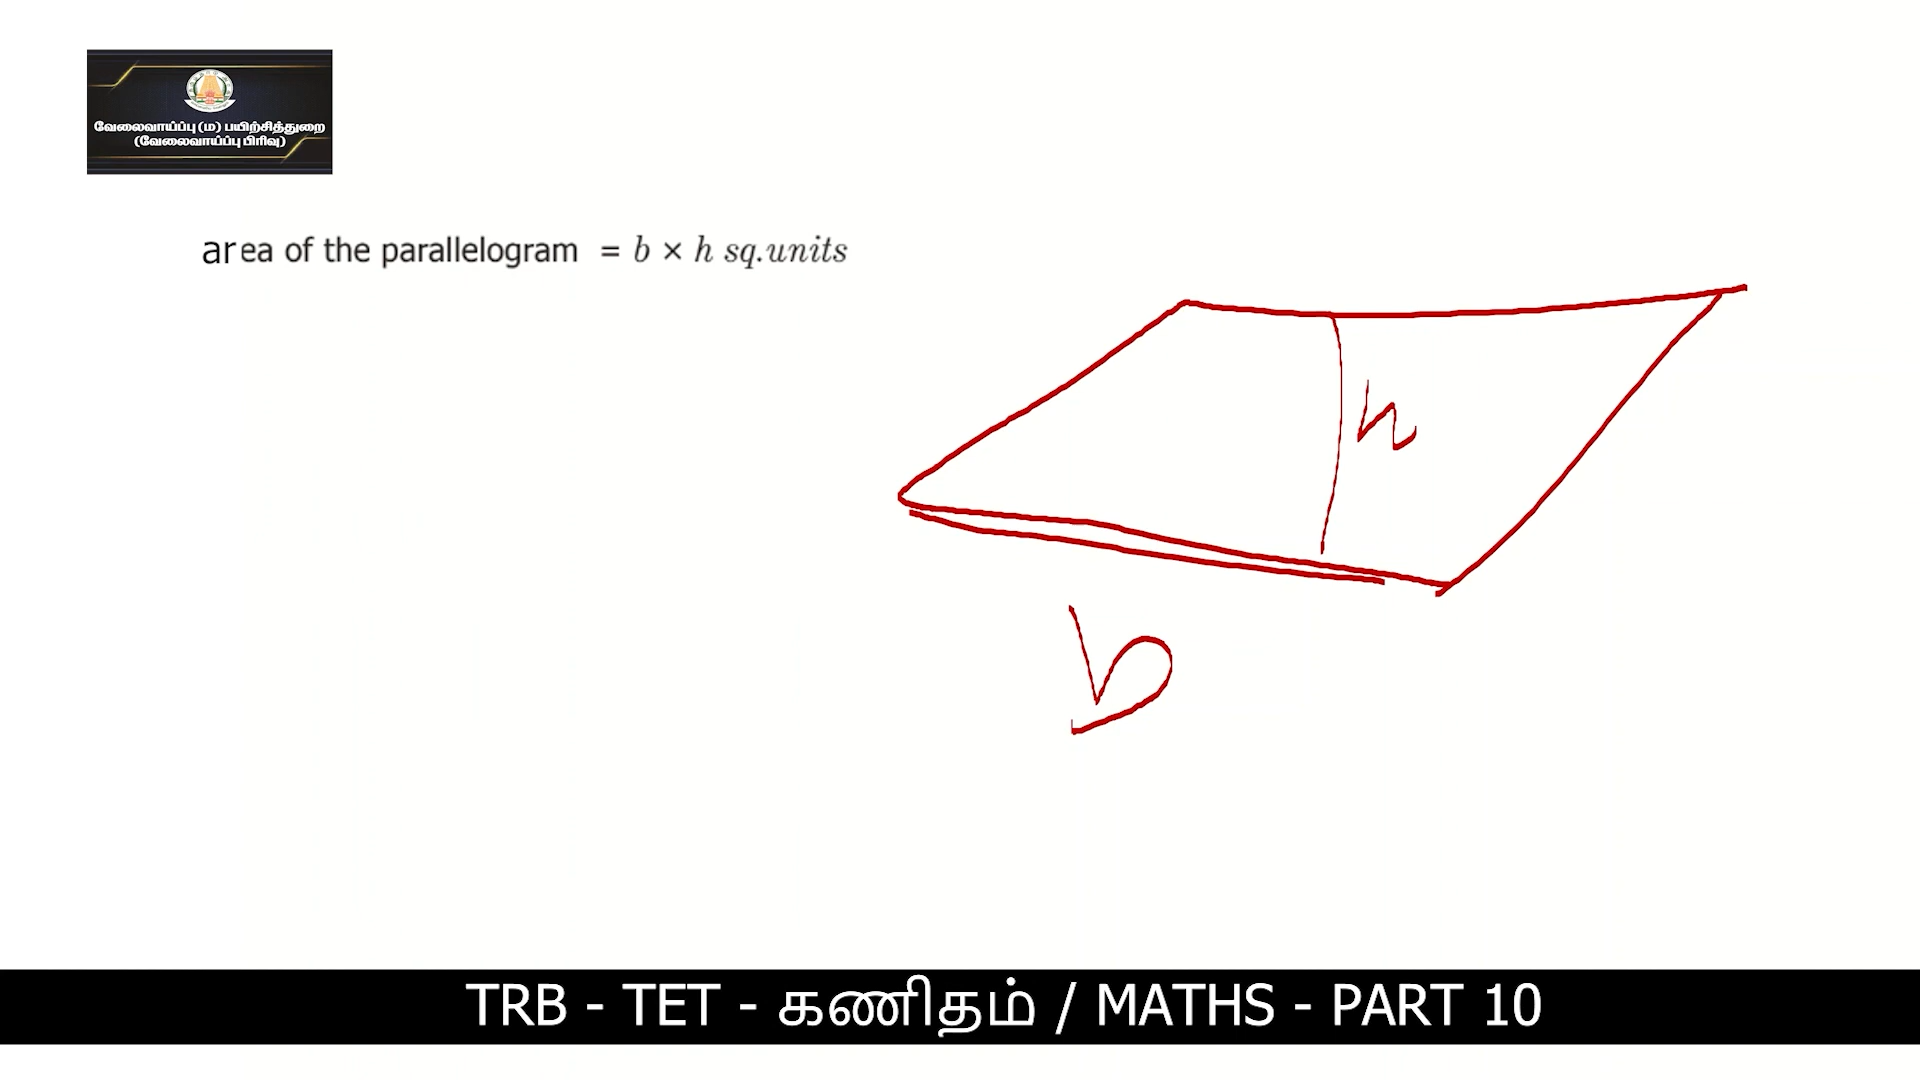 வேலைவாய்ப்பு (ம) பயிற்சித்துறை
(வேலைவாய்ப்பு பிரிவு)
area of the parallelogram = b × h sq.units
h
b
TRB - TET - கணிதம் / MATHS - PART 10